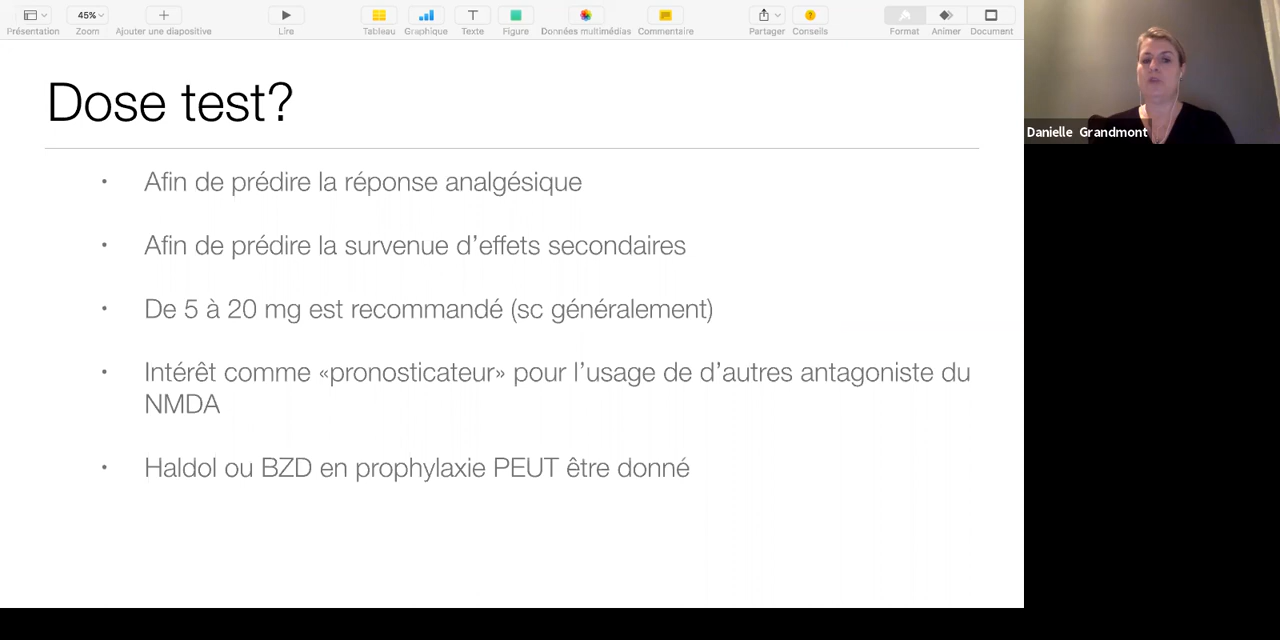 Présentation
45%
Zoom
Ajouter une diapositive
Lire
Tableau
Graphique
Texte
Figure
Données multimédias
Commentaire
Partager
Conseils
Format
Animer
Document
Danielle Grandmont
Dose test?
• Afin de prédire la réponse analgésique
• Afin de prédire la survenue d'effets secondaires
• De 5 à 20 mg est recommandé (sc généralement)
• Intérêt comme «pronosticateur» pour l'usage de d'autres antagoniste du
NMDA
• Haldol ou BZD en prophylaxie PEUT être donné